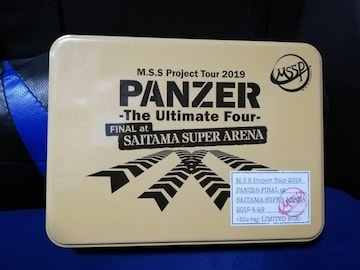 MSSP
M.S.S Project Tour 2019
PANZER
-The Ultimate Four-
FINAL at
SAITAMA SUPER ARENA
M.S.S Project Tour 2019
PANZER FINAL at
SAITAMA SUPER ARENA
2019.4.29
<Blu-ray LIMITED BOX>